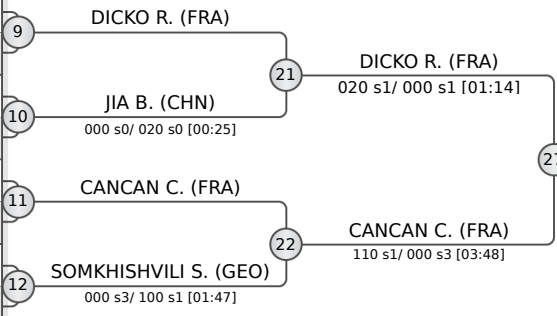 9
DICKO R. (FRA)
21
DICKO R. (FRA)
020 s1/ 000 s1 [01:14]
10
JIA B. (CHN)
000 s0/ 020 s0 [00:25]
11
CANCAN C. (FRA)
22
CANCAN C. (FRA)
110 s1/ 000 s3 [03:48]
12
SOMKHISHVILI S. (GEO)
000 s3/ 100 s1 [01:47]